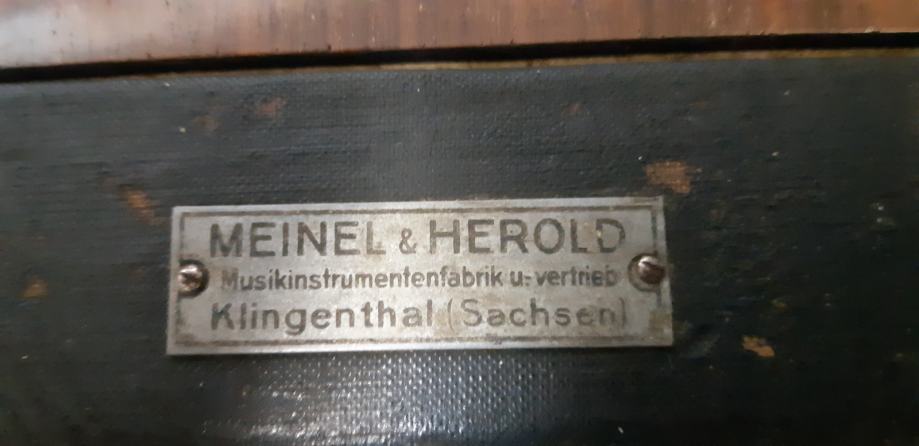 MEINEL & HEROLD
Musikinstrumentenfabrik u. vertrieb
Klingenthal (Sachsen)